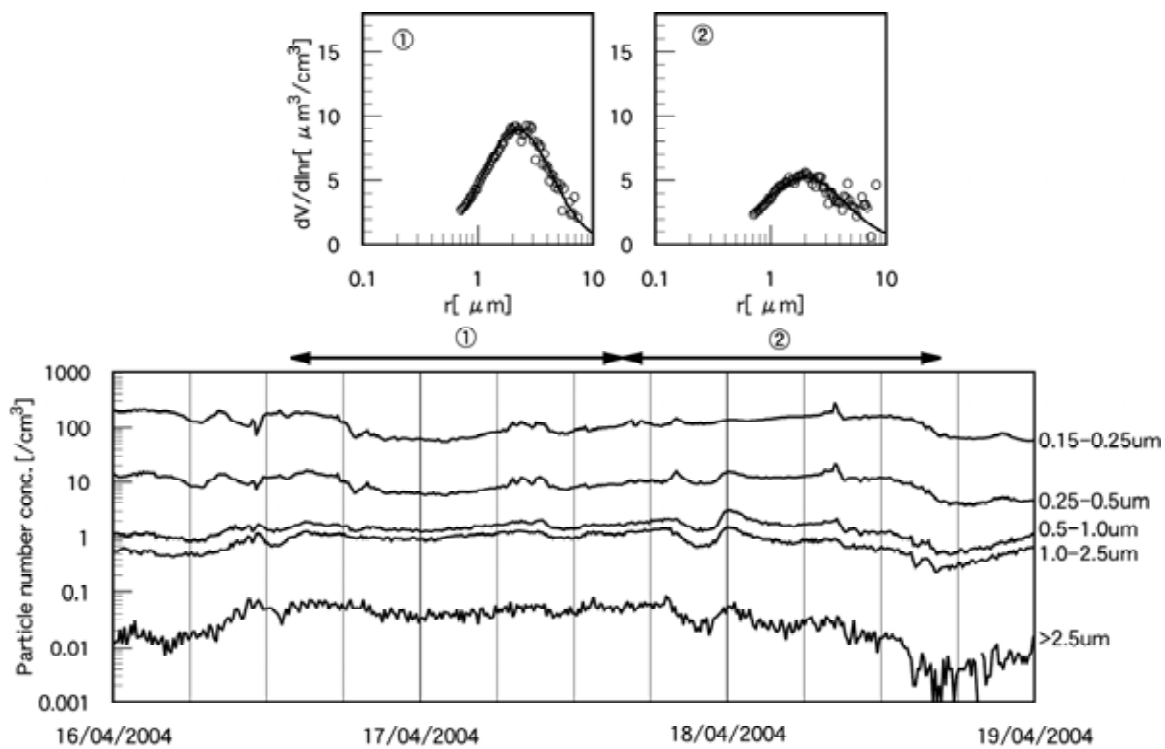 ① ②
dV/dlnr[ μm³/cm³]
15 15
10 10
5 5
0 0
0.1 1 10 0.1 1 10
r[ μm] r[ μm]
① ②
Particle number conc. [/cm³]
1000
100
10
1
0.1
0.01
0.001
0.15-0.25um
0.25-0.5um
0.5-1.0um
1.0-2.5um
>2.5um
16/04/2004 17/04/2004 18/04/2004 19/04/2004